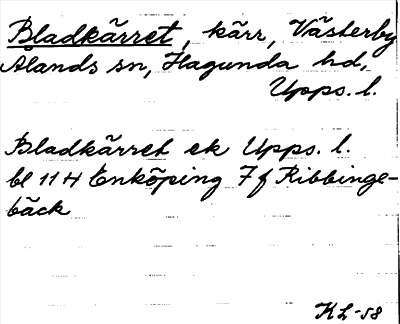 Bladkärret, kärr, Västerby
Ålands sn, Hagunda hd,
Upps. l.
Bladkärret ek Upps. l.
bl 11 H Enköping 7 f Ribbinge-
bäck
KL-58